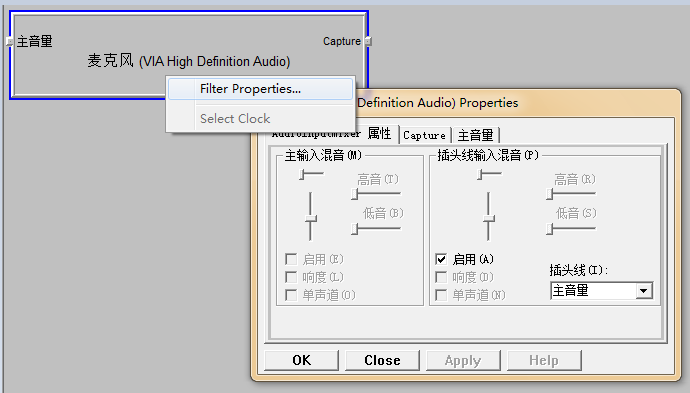 主音量
Capture
麦克风 (VIA High Definition Audio)
Filter Properties...
Select Clock
Definition Audio) Properties
AudioInputMixer 属性
Capture
主音量
主输入混音(M)
高音(T)
低音(B)
启用(E)
响度(L)
单声道(O)
插头线输入混音(P)
高音(R)
低音(S)
启用(A)
响度(D)
单声道(N)
插头线(I):
主音量
OK
Close
Apply
Help